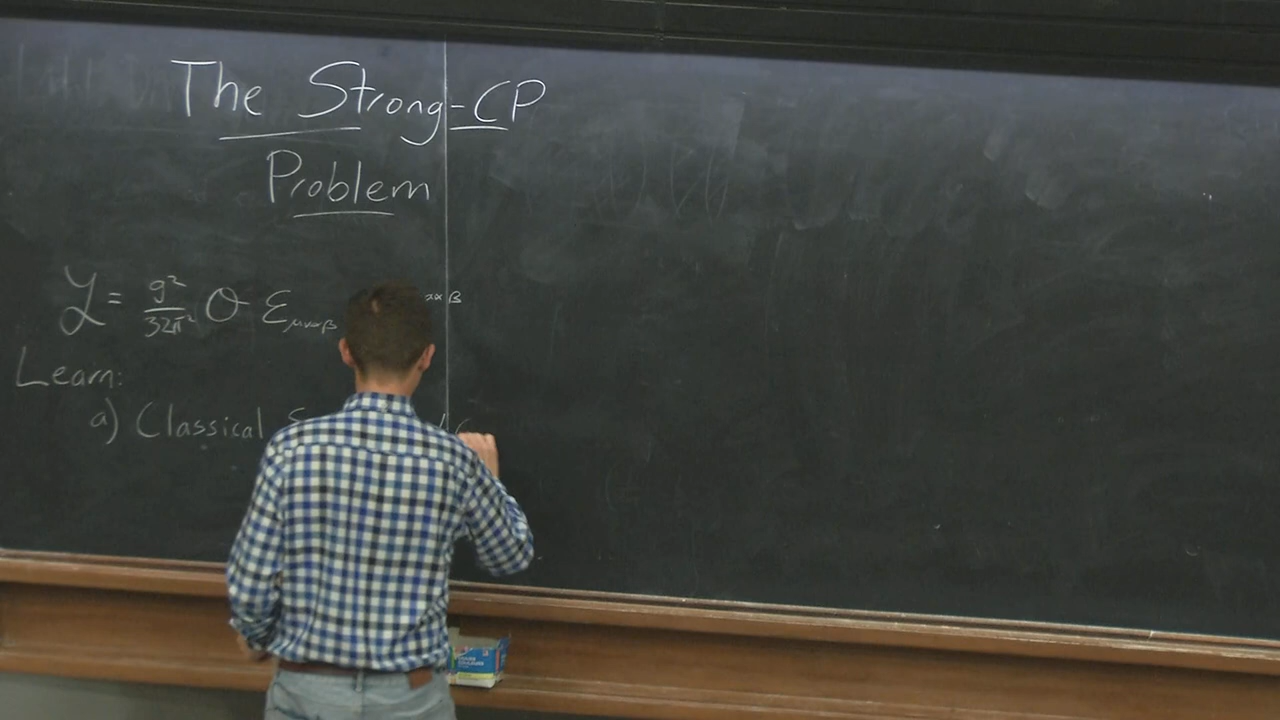 The Strong-CP
Problem
ℒ = g²/32π² θ ε_μναβ
Learn:
a) Classical